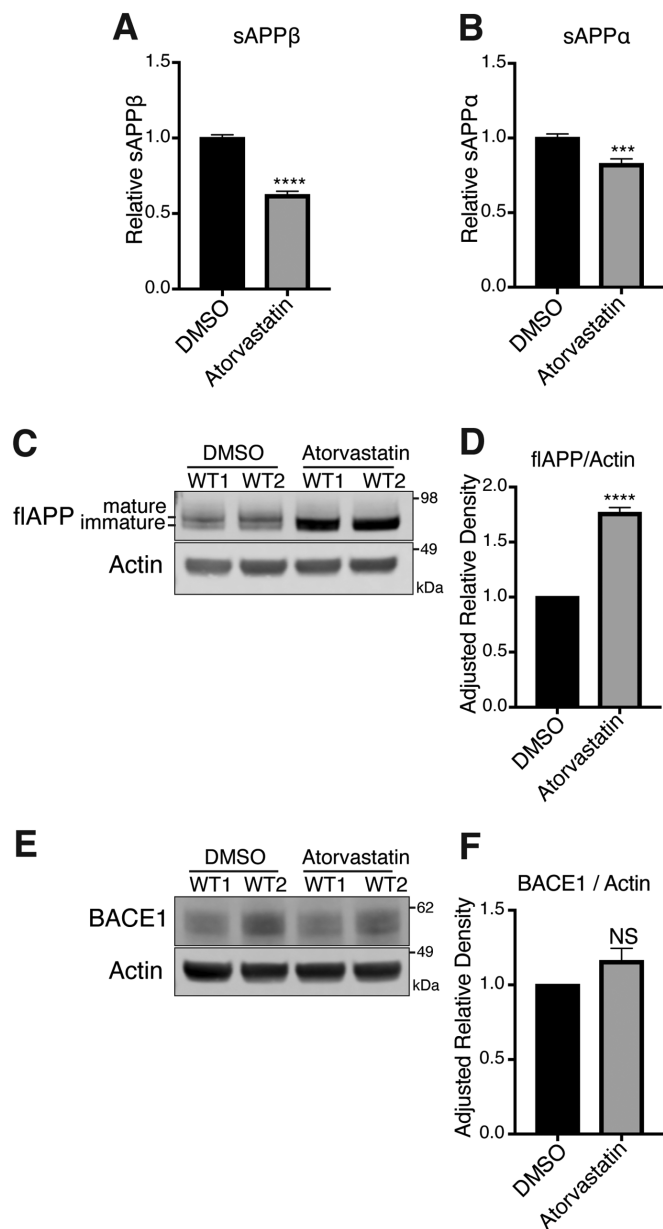 A
sAPPβ
Relative sAPPβ
1.5
1.0
0.5
0.0
****
DMSO
Atorvastatin
B
sAPPα
Relative sAPPα
1.5
1.0
0.5
0.0
***
DMSO
Atorvastatin
C
DMSO Atorvastatin
WT1 WT2 WT1 WT2
flAPP
mature
immature
98
Actin
49
kDa
D
flAPP/Actin
Adjusted Relative Density
2.0
1.5
1.0
0.5
0.0
****
DMSO
Atorvastatin
E
DMSO Atorvastatin
WT1 WT2 WT1 WT2
BACE1
62
Actin
49
kDa
F
BACE1 / Actin
Adjusted Relative Density
1.5
1.0
0.5
0.0
NS
DMSO
Atorvastatin